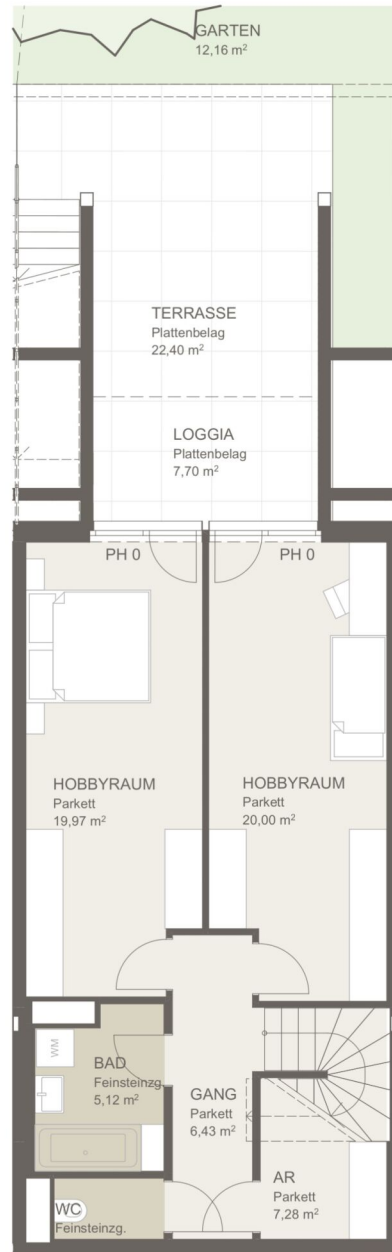 GARTEN
12,16 m²
TERRASSE
Plattenbelag
22,40 m²
LOGGIA
Plattenbelag
7,70 m²
PH 0
PH 0
HOBBYRAUM
Parkett
19,97 m²
HOBBYRAUM
Parkett
20,00 m²
WM
BAD
Feinsteinzg.
5,12 m²
GANG
Parkett
6,43 m²
AR
Parkett
7,28 m²
WC
Feinsteinzg.